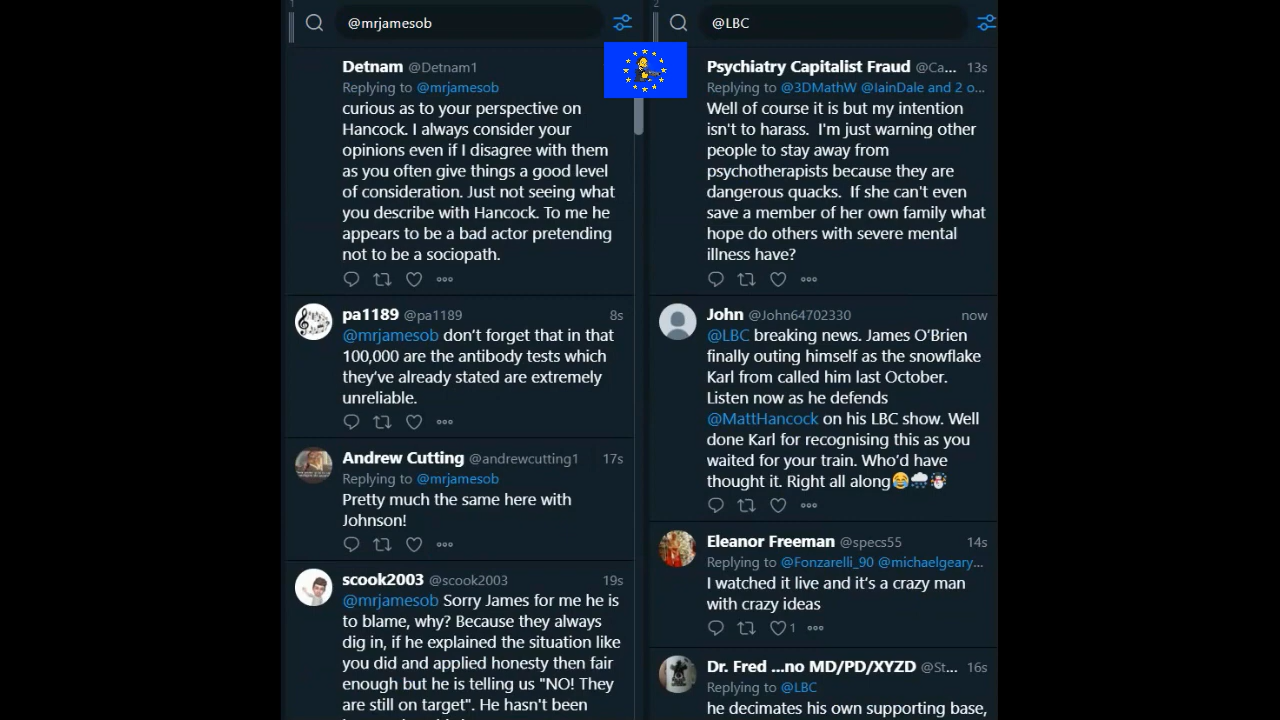 1
@mrjamesob
Detnam @Detnam1
Replying to @mrjamesob
curious as to your perspective on
Hancock. I always consider your
opinions even if I disagree with them
as you often give things a good level
of consideration. Just not seeing what
you describe with Hancock. To me he
appears to be a bad actor pretending
not to be a sociopath.
pa1189 @pa1189 8s
@mrjamesob don’t forget that in that
100,000 are the antibody tests which
they’ve already stated are extremely
unreliable.
Andrew Cutting @andrewcutting1 17s
Replying to @mrjamesob
Pretty much the same here with
Johnson!
scook2003 @scook2003 19s
@mrjamesob Sorry James for me he is
to blame, why? Because they always
dig in, if he explained the situation like
you did and applied honesty then fair
enough but he is telling us "NO! They
are still on target". He hasn't been
2
@LBC
Psychiatry Capitalist Fraud @Ca... 13s
Replying to @3DMathW @IainDale and 2 o...
Well of course it is but my intention
isn't to harass. I'm just warning other
people to stay away from
psychotherapists because they are
dangerous quacks. If she can't even
save a member of her own family what
hope do others with severe mental
illness have?
John @John64702330 now
@LBC breaking news. James O’Brien
finally outing himself as the snowflake
Karl from called him last October.
Listen now as he defends
@MattHancock on his LBC show. Well
done Karl for recognising this as you
waited for your train. Who’d have
thought it. Right all along😂🌨☃
Eleanor Freeman @specs55 14s
Replying to @Fonzarelli_90 @michaelgeary...
I watched it live and it’s a crazy man
with crazy ideas
1
Dr. Fred ...no MD/PD/XYZD @St... 16s
Replying to @LBC
he decimates his own supporting base,